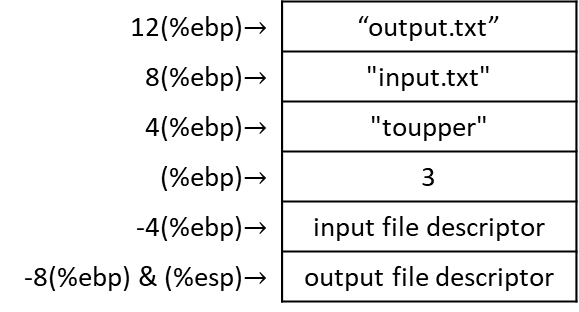 12(%ebp)→ “output.txt”
8(%ebp)→ "input.txt"
4(%ebp)→ "toupper"
(%ebp)→ 3
-4(%ebp)→ input file descriptor
-8(%ebp) & (%esp)→ output file descriptor